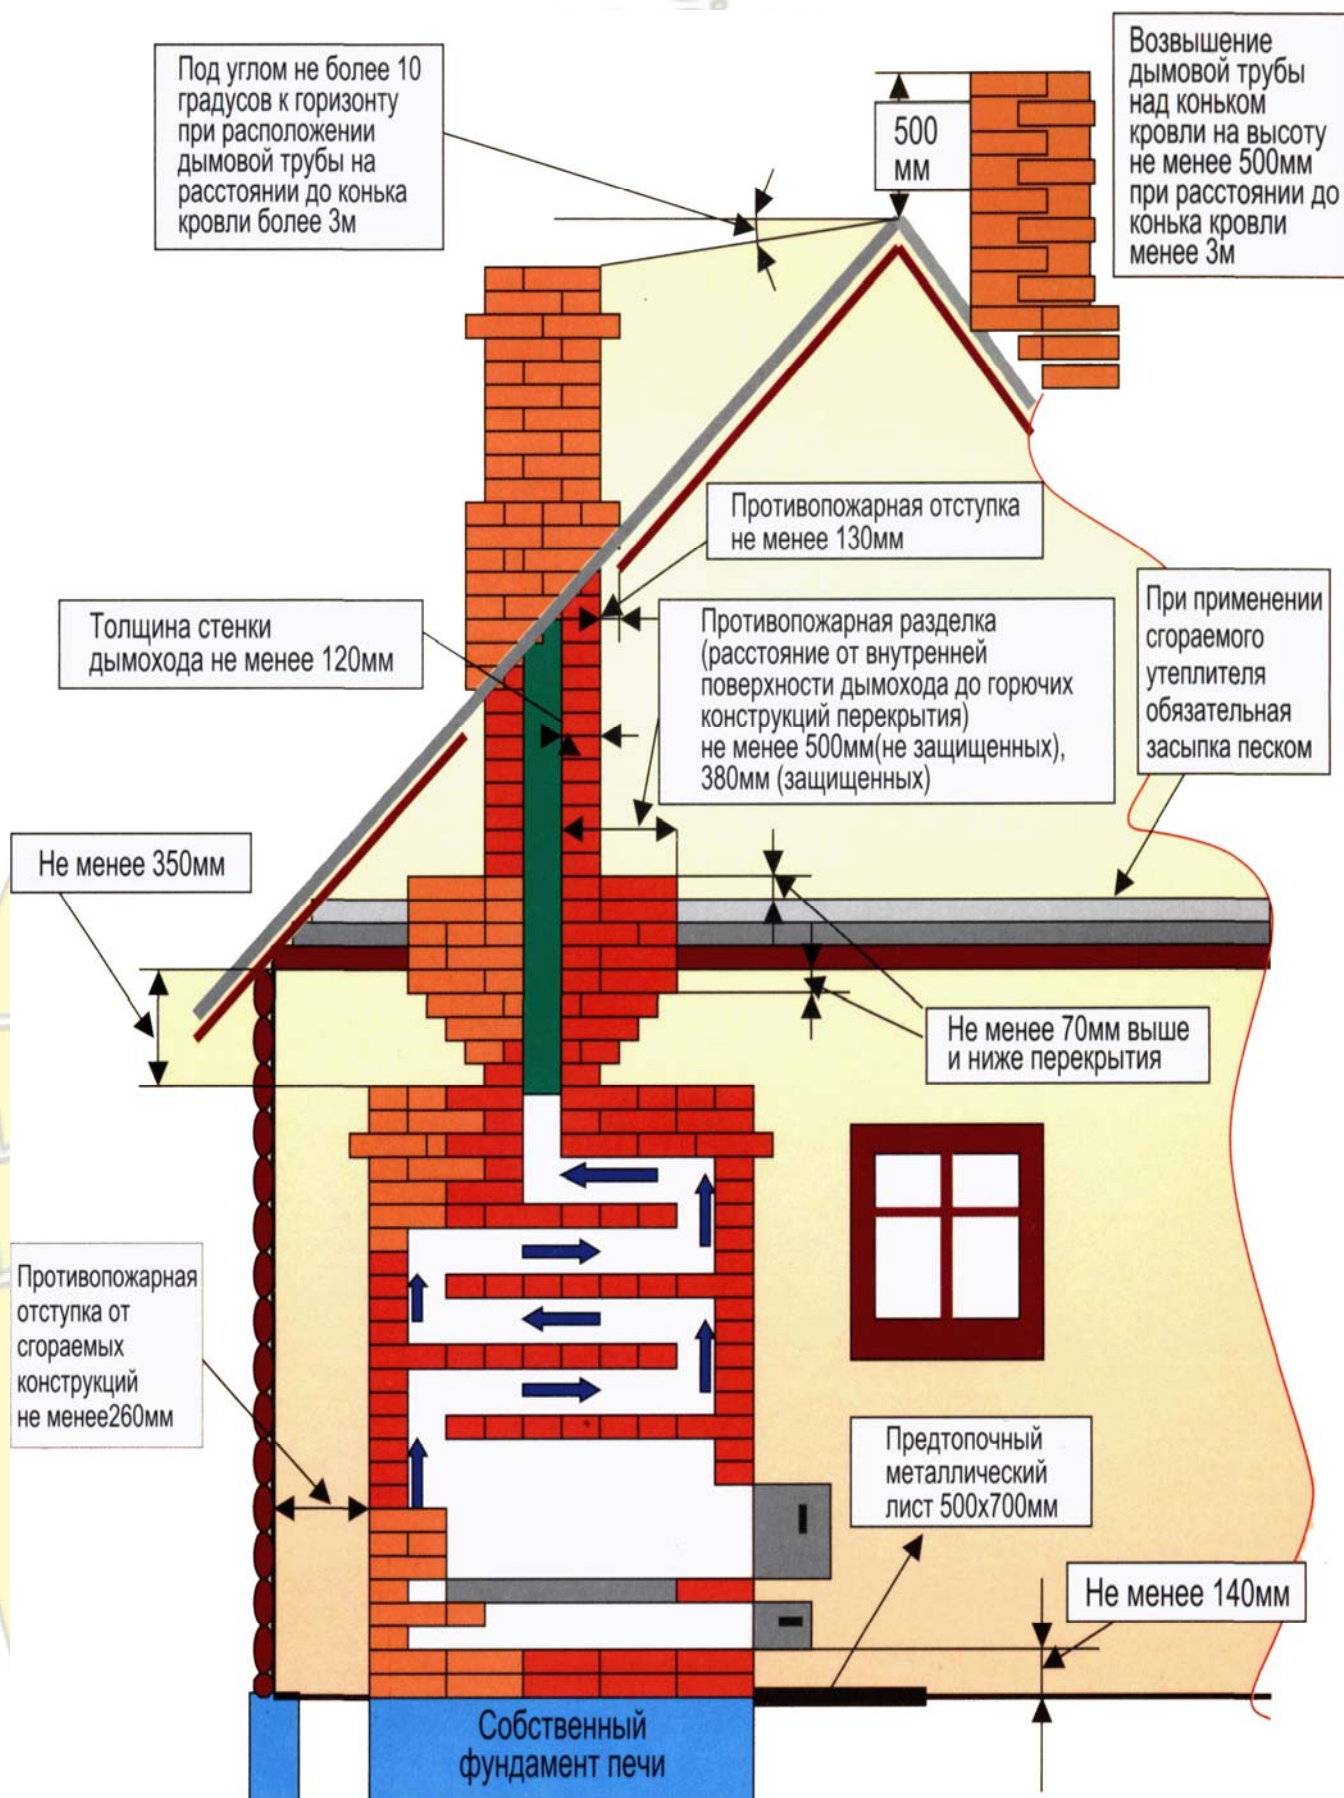 Под углом не более 10
градусов к горизонту
при расположении
дымовой трубы на
расстоянии до конька
кровли более 3м
500
мм
Возвышение
дымовой трубы
над коньком
кровли на высоту
не менее 500мм
при расстоянии до
конька кровли
менее 3м
Противопожарная отступка
не менее 130мм
Толщина стенки
дымохода не менее 120мм
Противопожарная разделка
(расстояние от внутренней
поверхности дымохода до горючих
конструкций перекрытия)
не менее 500мм(не защищенных),
380мм (защищенных)
При применении
сгораемого
утеплителя
обязательная
засыпка песком
Не менее 350мм
Не менее 70мм выше
и ниже перекрытия
Противопожарная
отступка от
сгораемых
конструкций
не менее260мм
Предтопочный
металлический
лист 500х700мм
Не менее 140мм
Собственный
фундамент печи